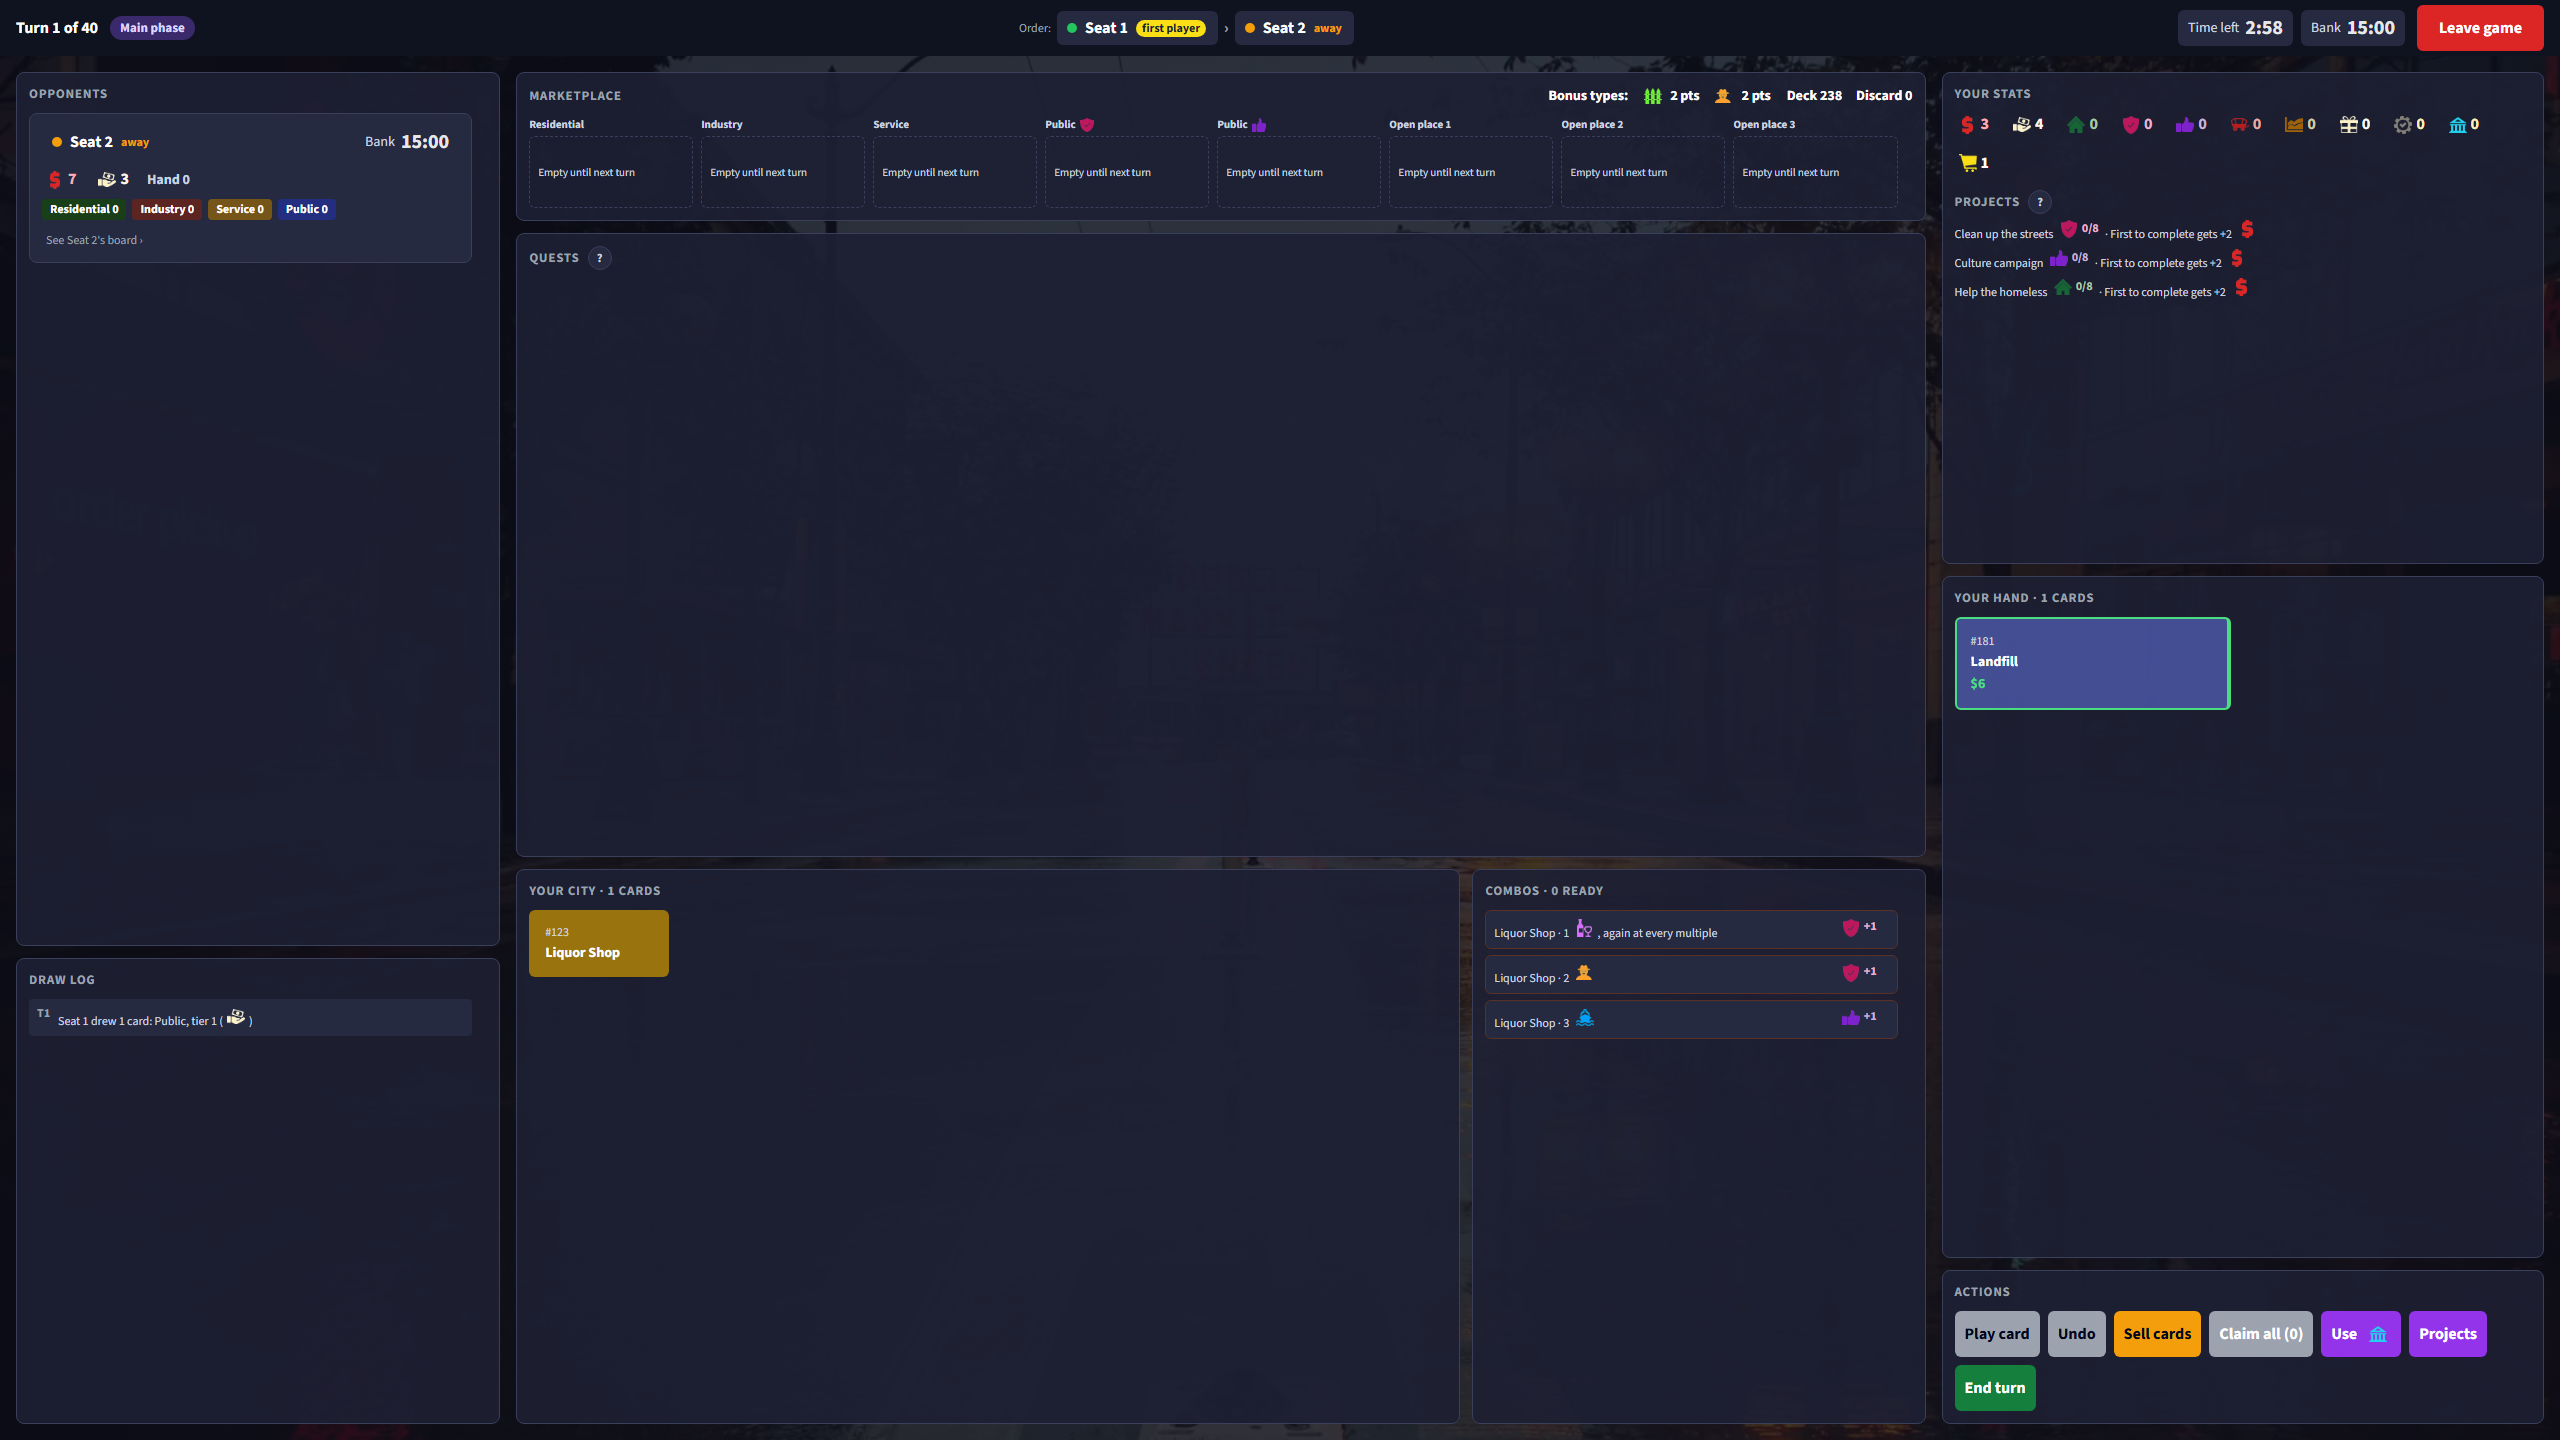 Turn 1 of 40
Main phase
Order:
Seat 1
first player
›
Seat 2
away
Time left 2:58
Bank 15:00
Leave game
OPPONENTS
Seat 2 away
Bank 15:00
7
3
Hand 0
Residential 0
Industry 0
Service 0
Public 0
See Seat 2's board ›
DRAW LOG
T1
Seat 1 drew 1 card: Public, tier 1 ( )
MARKETPLACE
Bonus types: 2 pts 2 pts Deck 238 Discard 0
Residential
Industry
Service
Public
Public
Open place 1
Open place 2
Open place 3
Empty until next turn
Empty until next turn
Empty until next turn
Empty until next turn
Empty until next turn
Empty until next turn
Empty until next turn
Empty until next turn
QUESTS
?
YOUR CITY · 1 CARDS
#123
Liquor Shop
COMBOS · 0 READY
Liquor Shop · 1 , again at every multiple +1
Liquor Shop · 2 +1
Liquor Shop · 3 +1
YOUR STATS
3 4 0 0 0 0 0 0 0 0
1
PROJECTS ?
Clean up the streets 0/8 · First to complete gets +2
Culture campaign 0/8 · First to complete gets +2
Help the homeless 0/8 · First to complete gets +2
YOUR HAND · 1 CARDS
#181
Landfill
$6
ACTIONS
Play card
Undo
Sell cards
Claim all (0)
Use
Projects
End turn